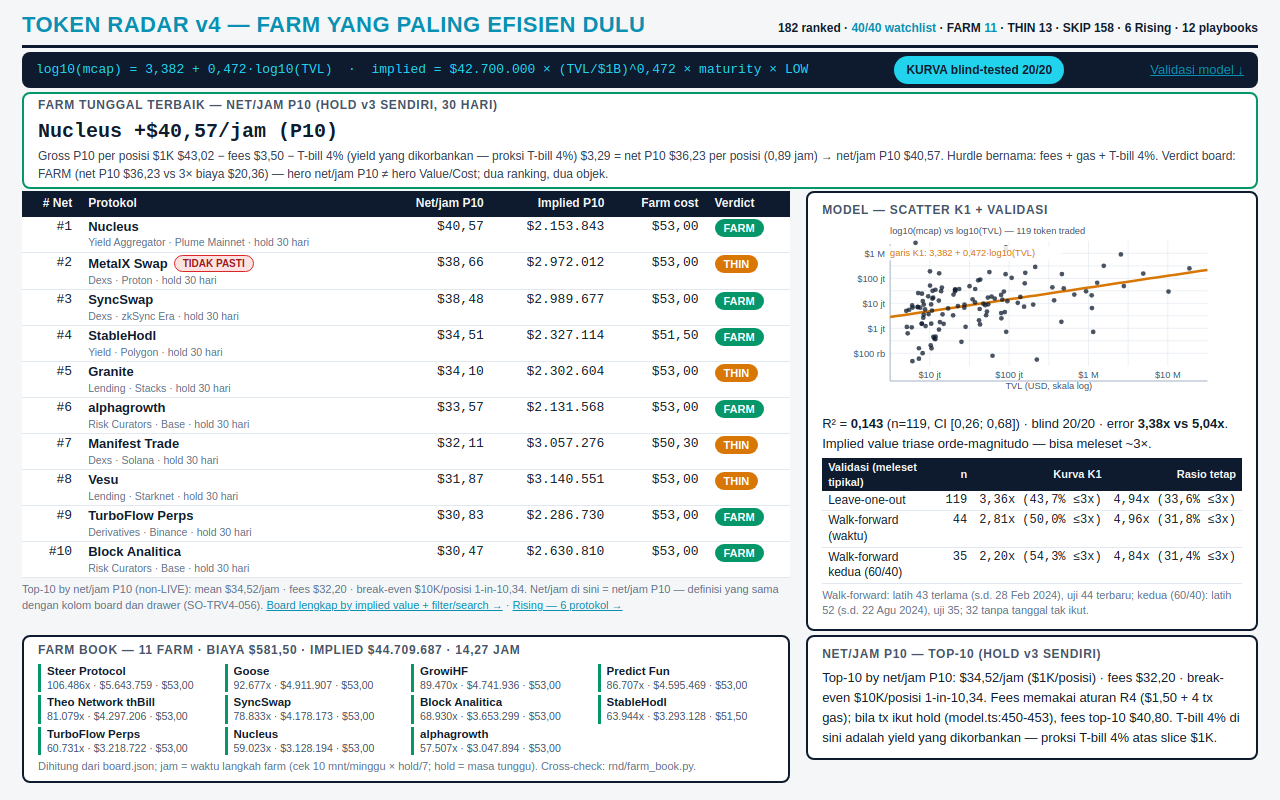 TOKEN RADAR v4 — FARM YANG PALING EFISIEN DULU
182 ranked · 40/40 watchlist · FARM 11 · THIN 13 · SKIP 158 · 6 Rising · 12 playbooks
log10(mcap) = 3,382 + 0,472·log10(TVL) · implied = $42.700.000 × (TVL/$1B)^0,472 × maturity × LOW
KURVA blind-tested 20/20
Validasi model ↓
FARM TUNGGAL TERBAIK — NET/JAM P10 (HOLD v3 SENDIRI, 30 HARI)
Nucleus +$40,57/jam (P10)
Gross P10 per posisi $1K $43,02 − fees $3,50 − T-bill 4% (yield yang dikorbankan — proksi T-bill 4%) $3,29 = net P10 $36,23 per posisi (0,89 jam) → net/jam P10 $40,57. Hurdle bernama: fees + gas + T-bill 4%. Verdict board:
FARM (net P10 $36,23 vs 3× biaya $20,36) — hero net/jam P10 ≠ hero Value/Cost; dua ranking, dua objek.
# Net Protokol Net/jam P10 Implied P10 Farm cost Verdict
#1 Nucleus $40,57 $2.153.843 $53,00 FARM
Yield Aggregator · Plume Mainnet · hold 30 hari
#2 MetalX Swap TIDAK PASTI $38,66 $2.972.012 $53,00 THIN
Dexs · Proton · hold 30 hari
#3 SyncSwap $38,48 $2.989.677 $53,00 FARM
Dexs · zkSync Era · hold 30 hari
#4 StableHodl $34,51 $2.327.114 $51,50 FARM
Yield · Polygon · hold 30 hari
#5 Granite $34,10 $2.302.604 $53,00 THIN
Lending · Stacks · hold 30 hari
#6 alphagrowth $33,57 $2.131.568 $53,00 FARM
Risk Curators · Base · hold 30 hari
#7 Manifest Trade $32,11 $3.057.276 $50,30 THIN
Dexs · Solana · hold 30 hari
#8 Vesu $31,87 $3.140.551 $53,00 THIN
Lending · Starknet · hold 30 hari
#9 TurboFlow Perps $30,83 $2.286.730 $53,00 FARM
Derivatives · Binance · hold 30 hari
#10 Block Analitica $30,47 $2.630.810 $53,00 FARM
Risk Curators · Base · hold 30 hari
Top-10 by net/jam P10 (non-LIVE): mean $34,52/jam · fees $32,20 · break-even $10K/posisi 1-in-10,34. Net/jam di sini = net/jam P10 — definisi yang sama
dengan kolom board dan drawer (SO-TRV4-056). Board lengkap by implied value + filter/search → · Rising — 6 protokol →
MODEL — SCATTER K1 + VALIDASI
log10(mcap) vs log10(TVL) — 119 token traded
garis K1: 3,382 + 0,472·log10(TVL)
$1 M
$100 jt
$10 jt
$1 jt
$100 rb
$10 jt $100 jt $1 M $10 M
TVL (USD, skala log)
R² = 0,143 (n=119, CI [0,26; 0,68]) · blind 20/20 · error 3,38x vs 5,04x.
Implied value triase orde-magnitudo — bisa meleset ~3×.
Validasi (meleset tipikal) n Kurva K1 Rasio tetap
Leave-one-out 119 3,36x (43,7% ≤3x) 4,94x (33,6% ≤3x)
Walk-forward (waktu) 44 2,81x (50,0% ≤3x) 4,96x (31,8% ≤3x)
Walk-forward kedua (60/40) 35 2,20x (54,3% ≤3x) 4,84x (31,4% ≤3x)
Walk-forward: latih 43 terlama (s.d. 28 Feb 2024), uji 44 terbaru; kedua (60/40): latih
52 (s.d. 22 Agu 2024), uji 35; 32 tanpa tanggal tak ikut.
FARM BOOK — 11 FARM · BIAYA $581,50 · IMPLIED $44.709.687 · 14,27 JAM
Steer Protocol Goose GrowiHF Predict Fun
106.486x · $5.643.759 · $53,00 92.677x · $4.911.907 · $53,00 89.470x · $4.741.936 · $53,00 86.707x · $4.595.469 · $53,00
Theo Network thBill SyncSwap Block Analitica StableHodl
81.079x · $4.297.206 · $53,00 78.833x · $4.178.173 · $53,00 68.930x · $3.653.299 · $53,00 63.944x · $3.293.128 · $51,50
TurboFlow Perps Nucleus alphagrowth
60.731x · $3.218.722 · $53,00 59.023x · $3.128.194 · $53,00 57.507x · $3.047.894 · $53,00
Dihitung dari board.json; jam = waktu langkah farm (cek 10 mnt/minggu × hold/7; hold = masa tunggu). Cross-check: rnd/farm_book.py.
NET/JAM P10 — TOP-10 (HOLD v3 SENDIRI)
Top-10 by net/jam P10: $34,52/jam ($1K/posisi) · fees $32,20 · break-
even $10K/posisi 1-in-10,34. Fees memakai aturan R4 ($1,50 + 4 tx
gas); bila tx ikut hold (model.ts:450-453), fees top-10 $40,80. T-bill 4% di
sini adalah yield yang dikorbankan — proksi T-bill 4% atas slice $1K.